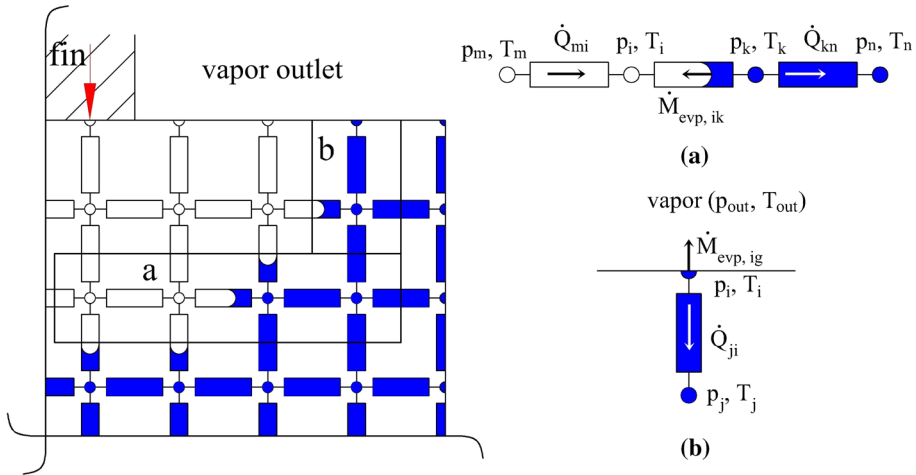 fin
vapor outlet
b
a
p_m, T_m
Q̇_mi
p_i, T_i
p_k, T_k
Q̇_kn
p_n, T_n
Ṁ_evp, ik
(a)
vapor (p_out, T_out)
Ṁ_evp, ig
p_i, T_i
Q̇_ji
p_j, T_j
(b)